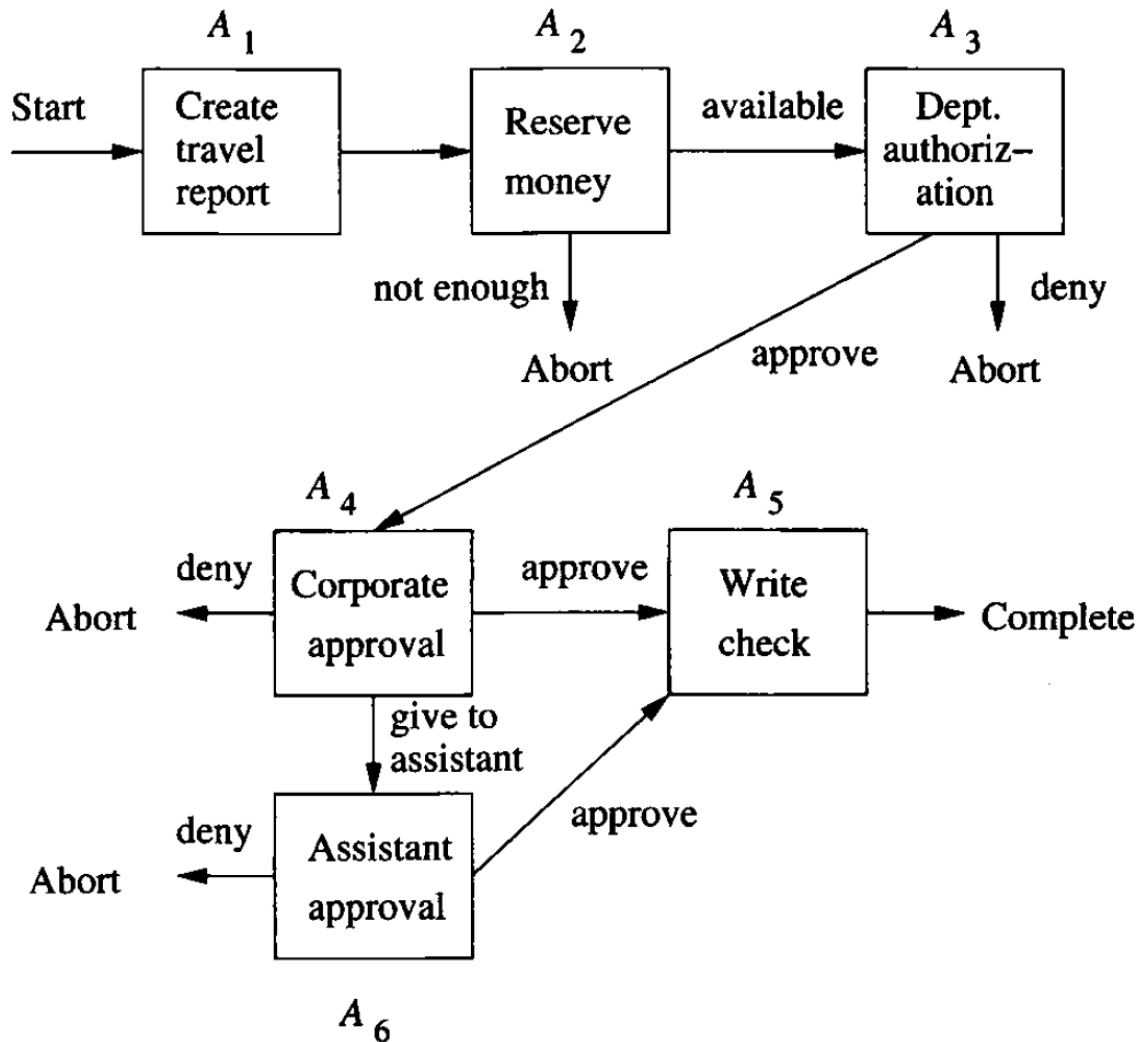 A 1
A 2
A 3
Start
Create
travel
report
Reserve
money
available
Dept.
authoriz-
ation
not enough
deny
Abort
approve
Abort
A 4
A 5
deny
Abort
Corporate
approval
approve
Write
check
Complete
give to
assistant
deny
Abort
Assistant
approval
approve
A 6